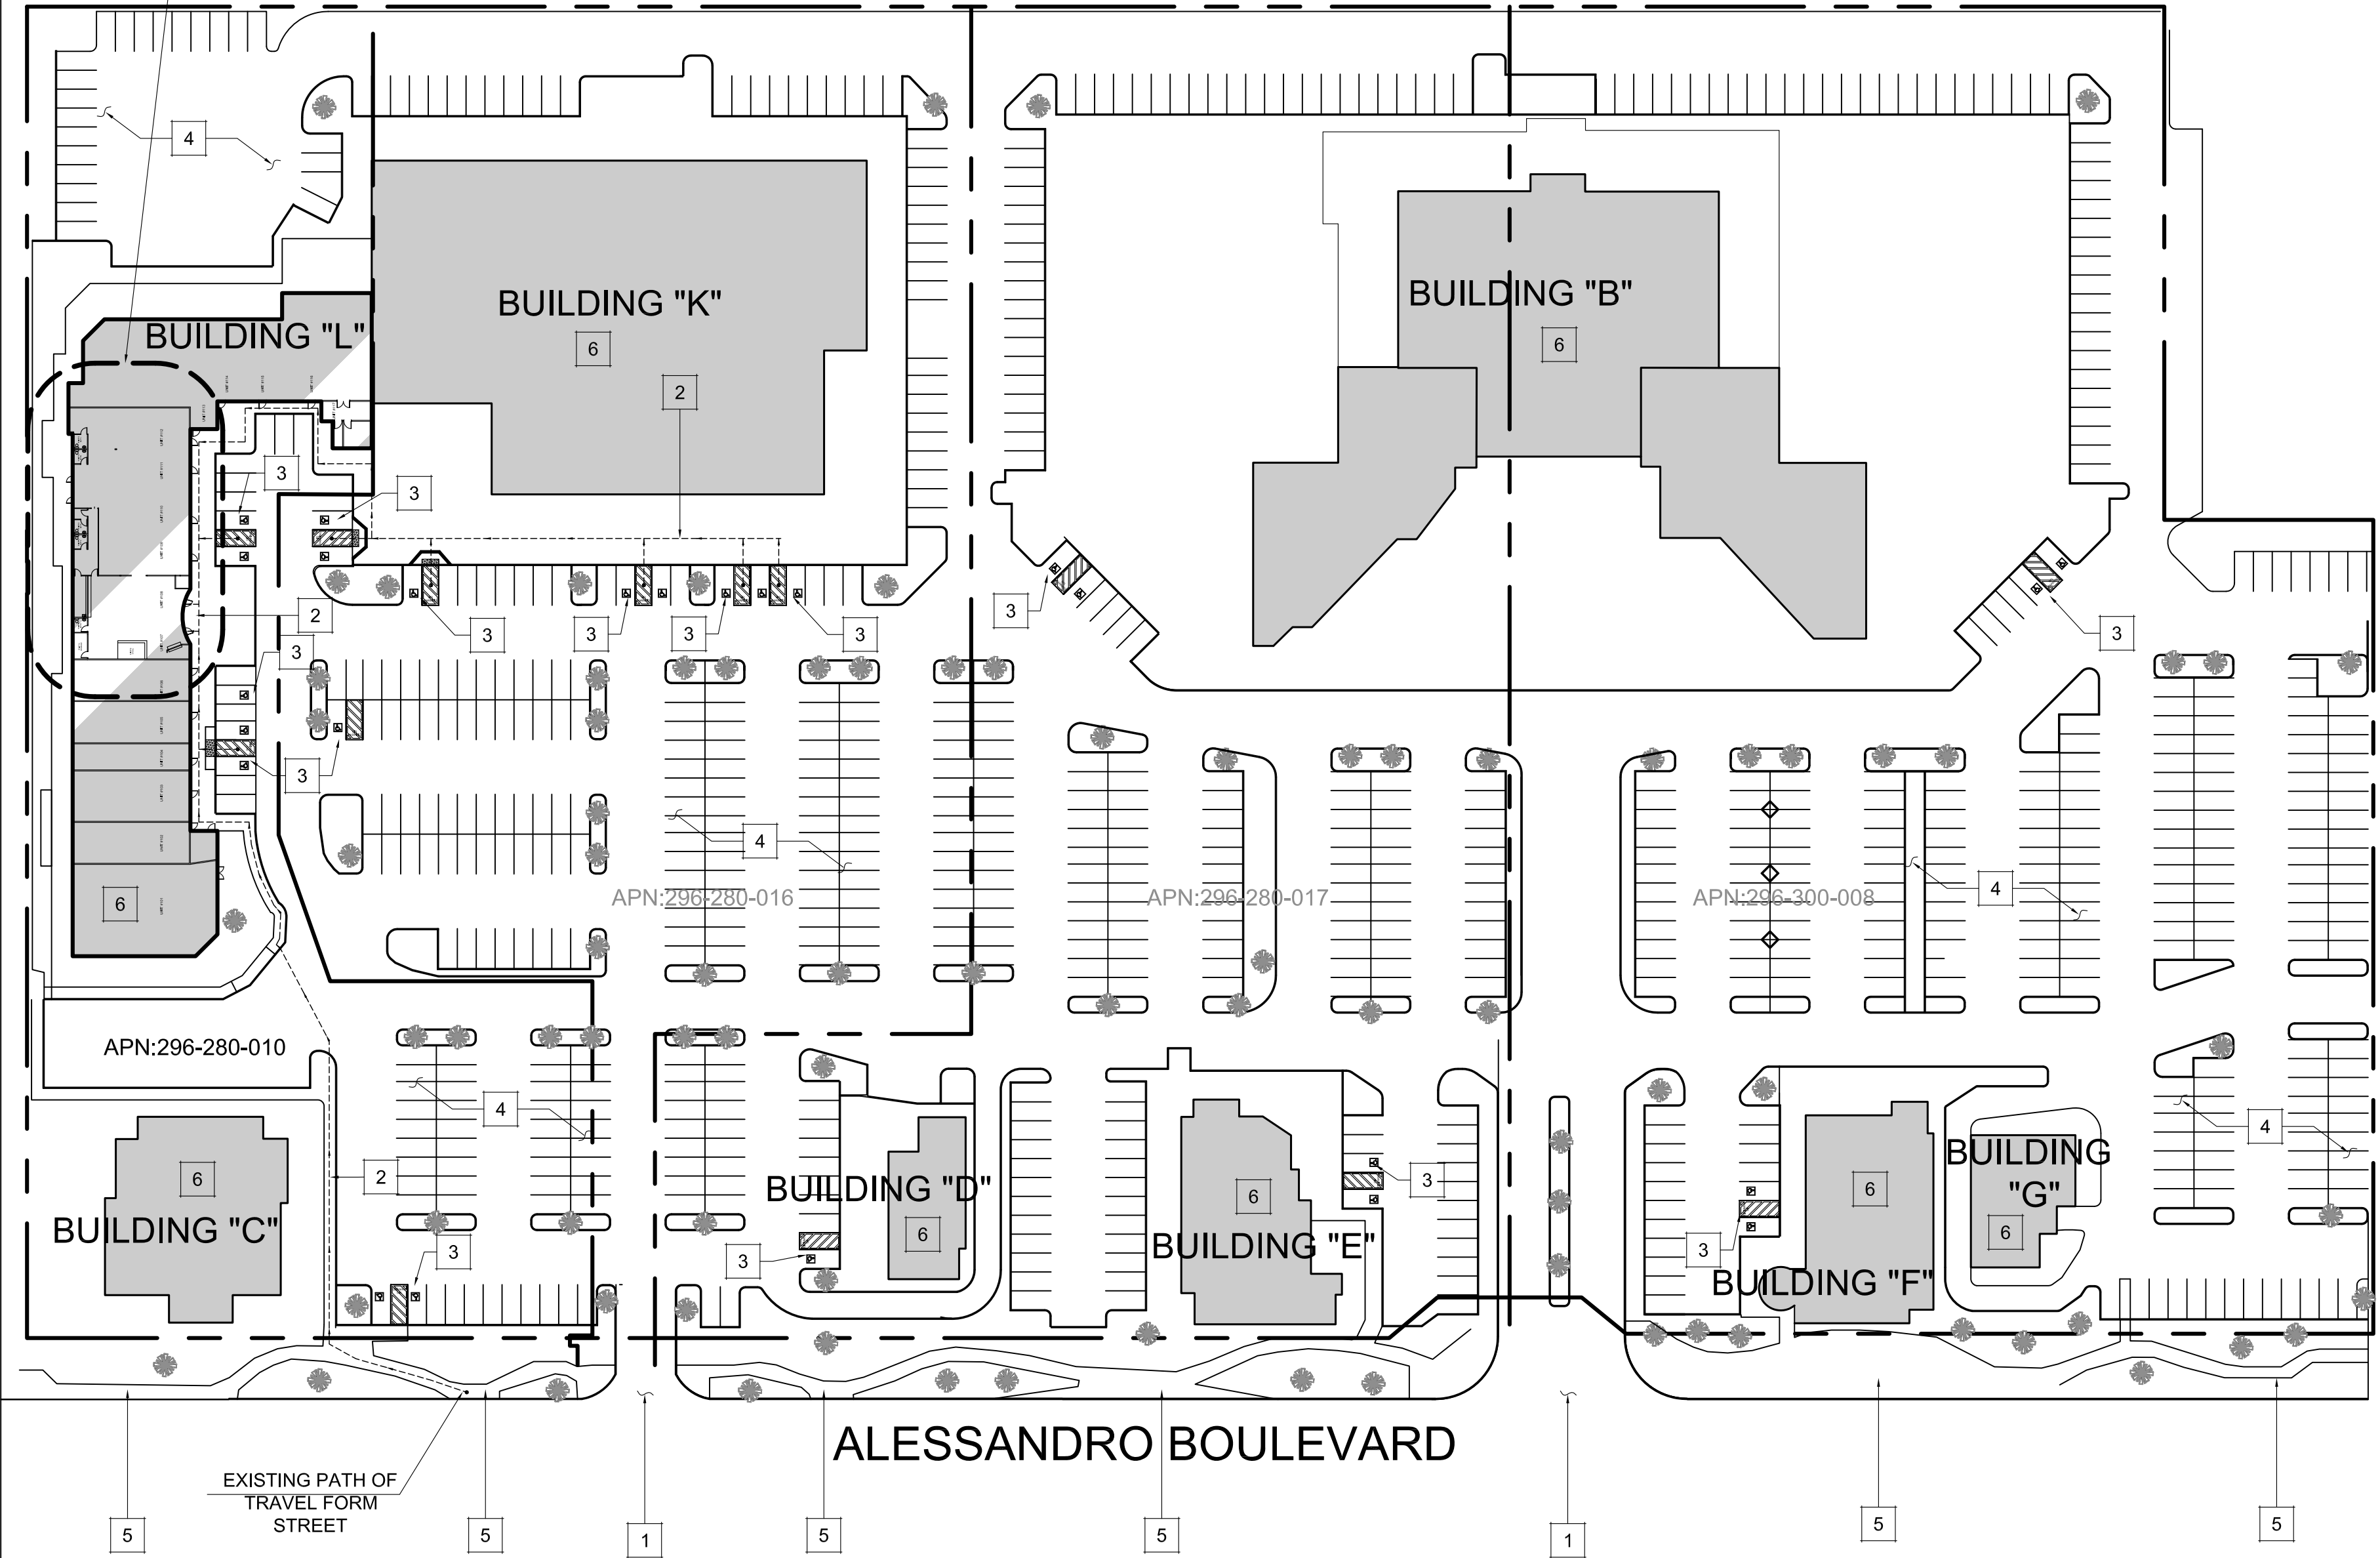 4
BUILDING "K"
6
BUILDING "B"
6
BUILDING "L"
2
3
3
2
3
3
3
3
3
3
3
3
4
6
APN:296-280-016
APN:296-280-017
APN:296-300-008
4
APN:296-280-010
4
4
6
BUILDING "C"
2
3
BUILDING "D"
6
3
6
BUILDING "E"
3
6
BUILDING "F"
3
BUILDING
"G"
6
ALESSANDRO BOULEVARD
EXISTING PATH OF
TRAVEL FORM
STREET
5
5
1
5
5
1
5
5